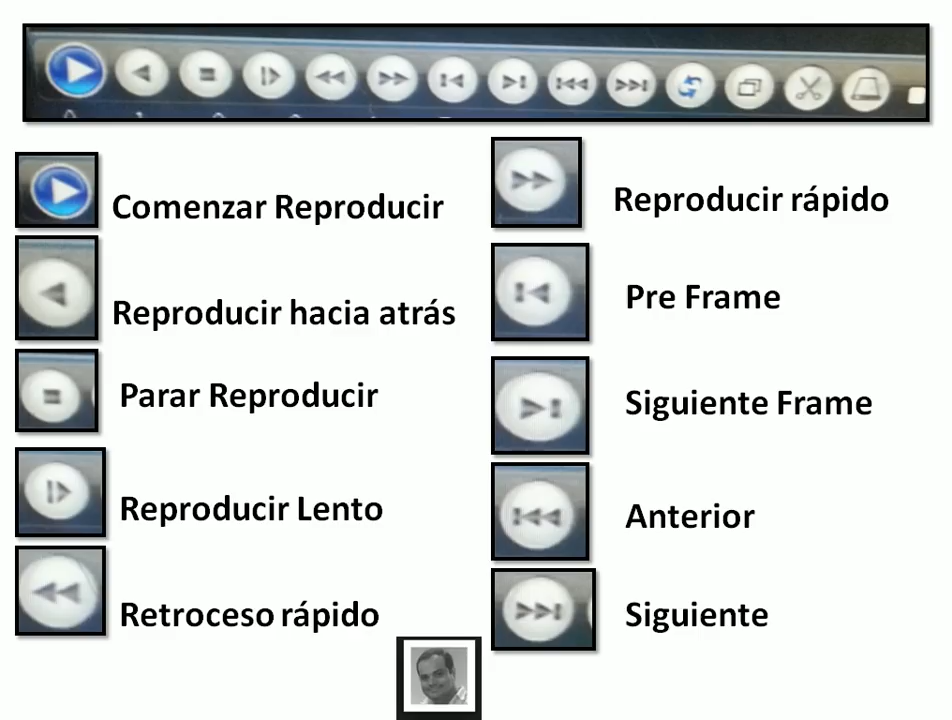 Comenzar Reproducir
Reproducir hacia atrás
Parar Reproducir
Reproducir Lento
Retroceso rápido
Reproducir rápido
Pre Frame
Siguiente Frame
Anterior
Siguiente